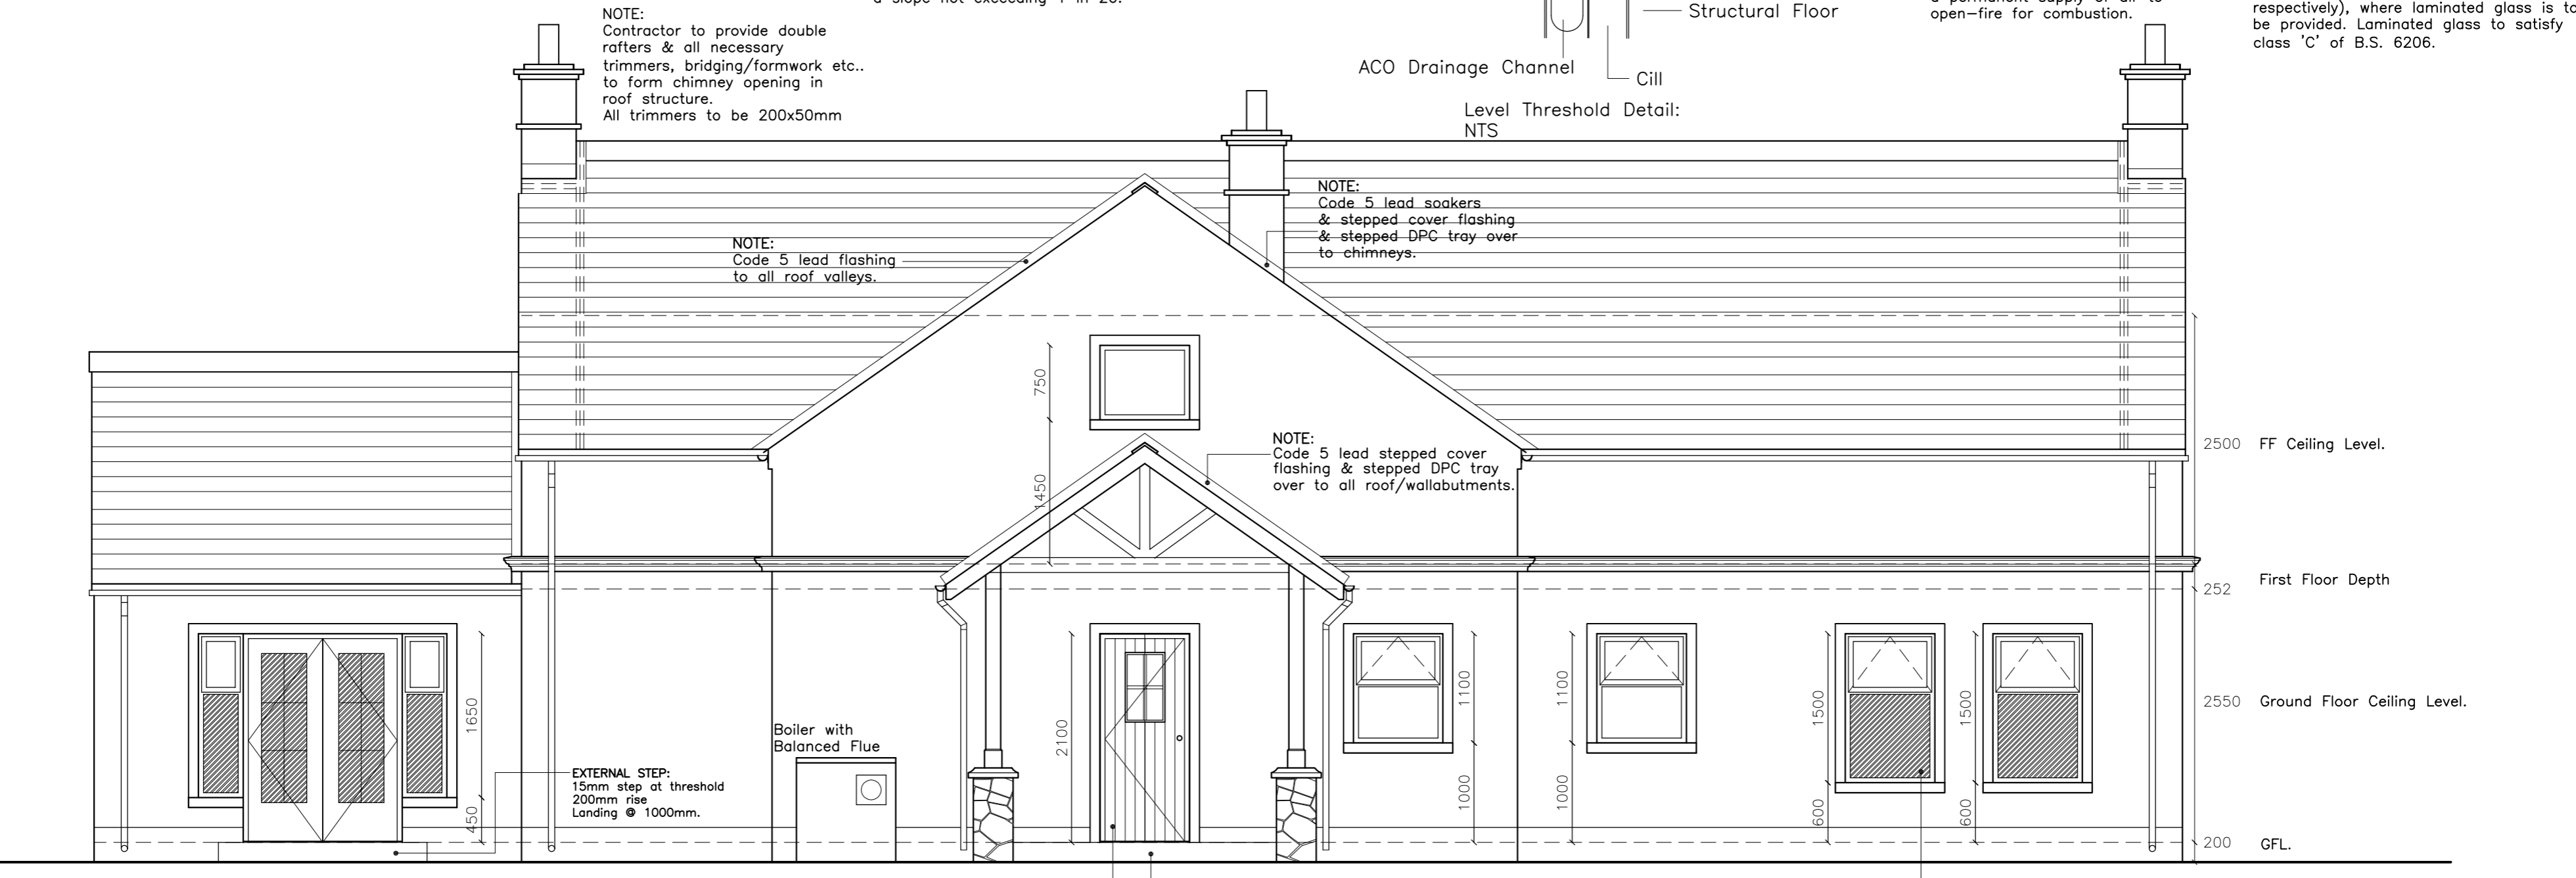 a slope not exceeding 1 in 20.
NOTE:
Contractor to provide double
rafters & all necessary
trimmers, bridging/formwork etc..
to form chimney opening in
roof structure.
All trimmers to be 200x50mm
Structural Floor
ACO Drainage Channel
Cill
Level Threshold Detail:
NTS
open-fire for combustion.
respectively), where laminated glass is to
be provided. Laminated glass to satisfy
class 'C' of B.S. 6206.
NOTE:
Code 5 lead flashing
to all roof valleys.
NOTE:
Code 5 lead soakers
& stepped cover flashing
& stepped DPC tray over
to chimneys.
750
1450
NOTE:
Code 5 lead stepped cover
flashing & stepped DPC tray
over to all roof/wallabutments.
2500 FF Ceiling Level.
252 First Floor Depth
2550 Ground Floor Ceiling Level.
200 GFL.
1650
450
EXTERNAL STEP:
15mm step at threshold
200mm rise
Landing @ 1000mm.
Boiler with
Balanced Flue
2100
1100
1000
1100
1000
1500
600
1500
600